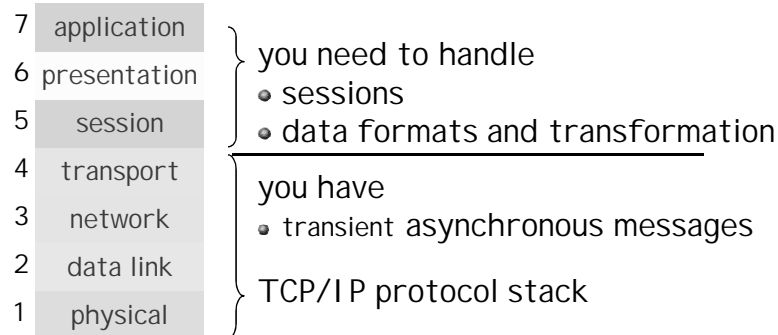 7 application
6 presentation
5 session
4 transport
3 network
2 data link
1 physical
you need to handle
• sessions
• data formats and transformation
you have
• transient asynchronous messages
TCP/IP protocol stack